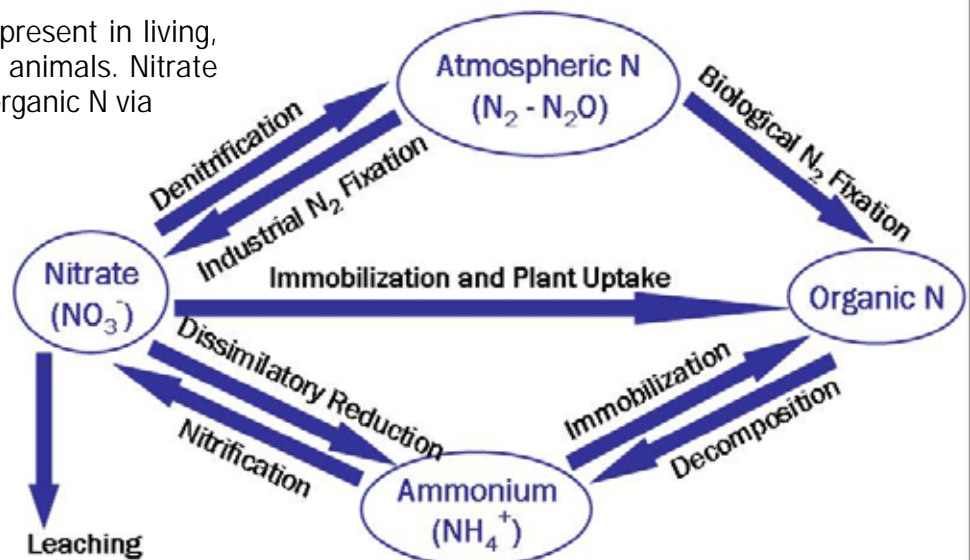 present in living,
animals. Nitrate
organic N via
Atmospheric N
(N₂ - N₂O)
Denitrification
Industrial N₂ Fixation
Biological N₂ Fixation
Nitrate
(NO₃⁻)
Immobilization and Plant Uptake
Organic N
Dissimilatory Reduction
Nitrification
Immobilization
Decomposition
Ammonium
(NH₄⁺)
Leaching